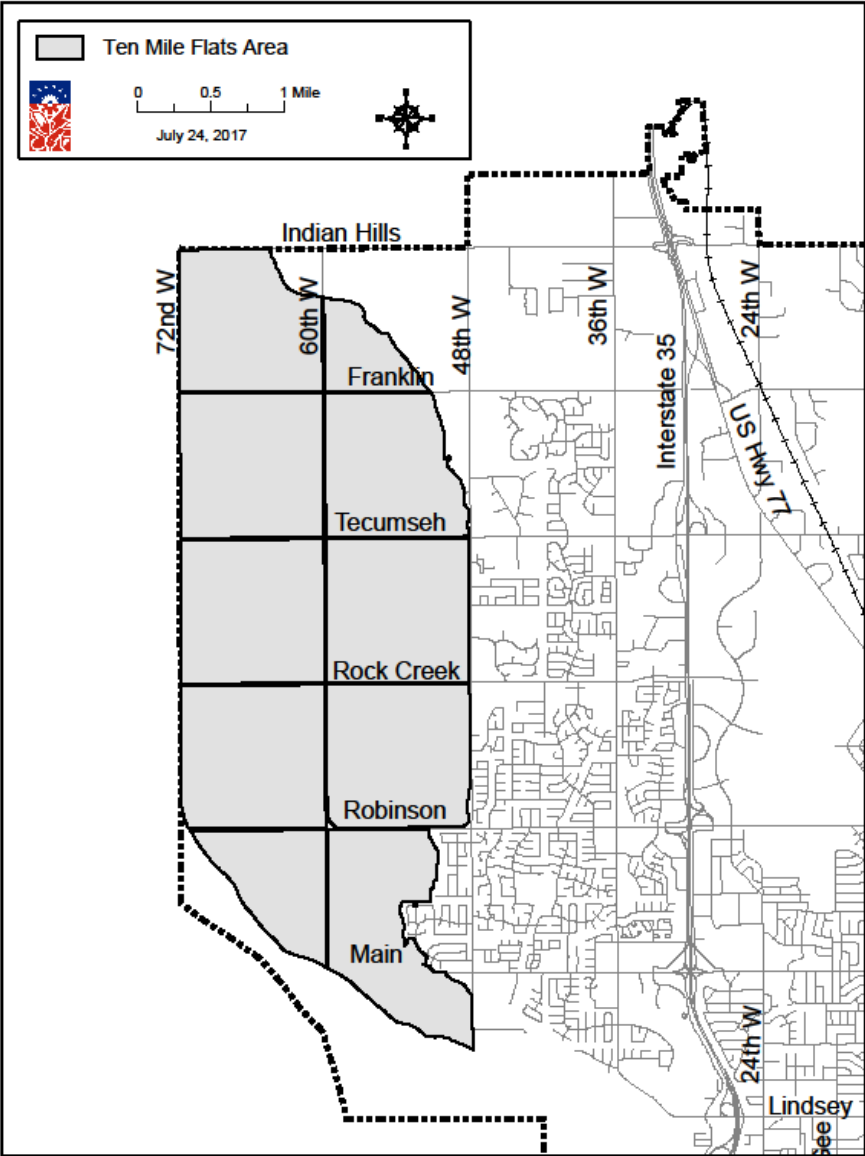 Ten Mile Flats Area
0 0.5 1 Mile
July 24, 2017
Indian Hills
72nd W
60th W
48th W
36th W
24th W
Interstate 35
US Hwy 77
Franklin
Tecumseh
Rock Creek
Robinson
Main
24th W
Lindsey